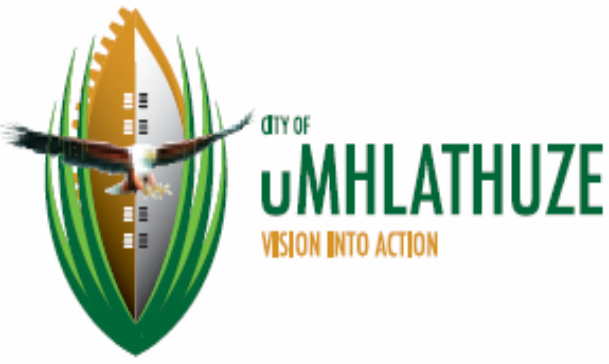 CITY OF
uMHLATHUZE
VISION INTO ACTION